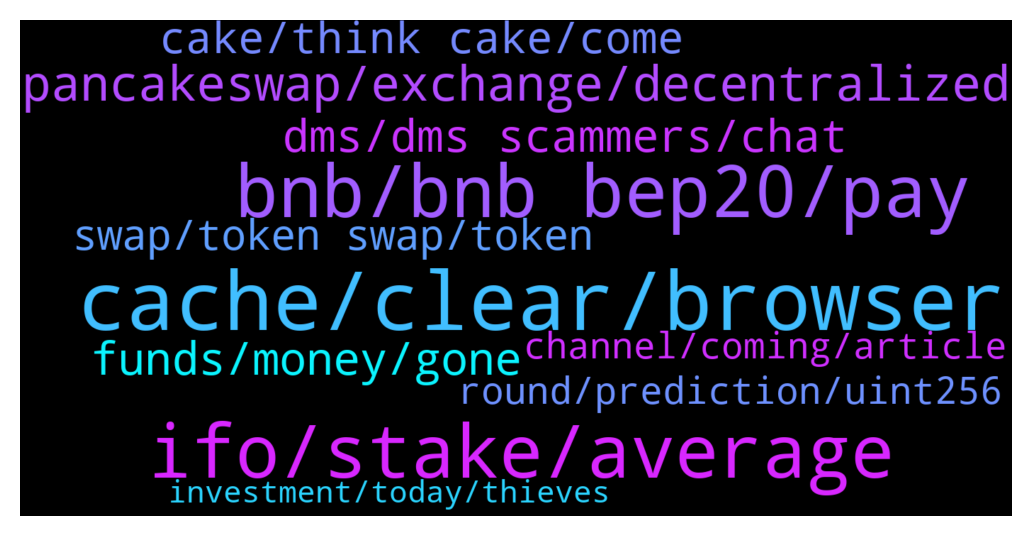 cake/think cake/come
pancakeswap/exchange/decentralized
dms/dms scammers/chat
bnb/bnb bep20/pay
swap/token swap/token
cache/clear/browser
funds/money/gone
channel/coming/article
round/prediction/uint256
ifo/stake/average
investment/today/thieves